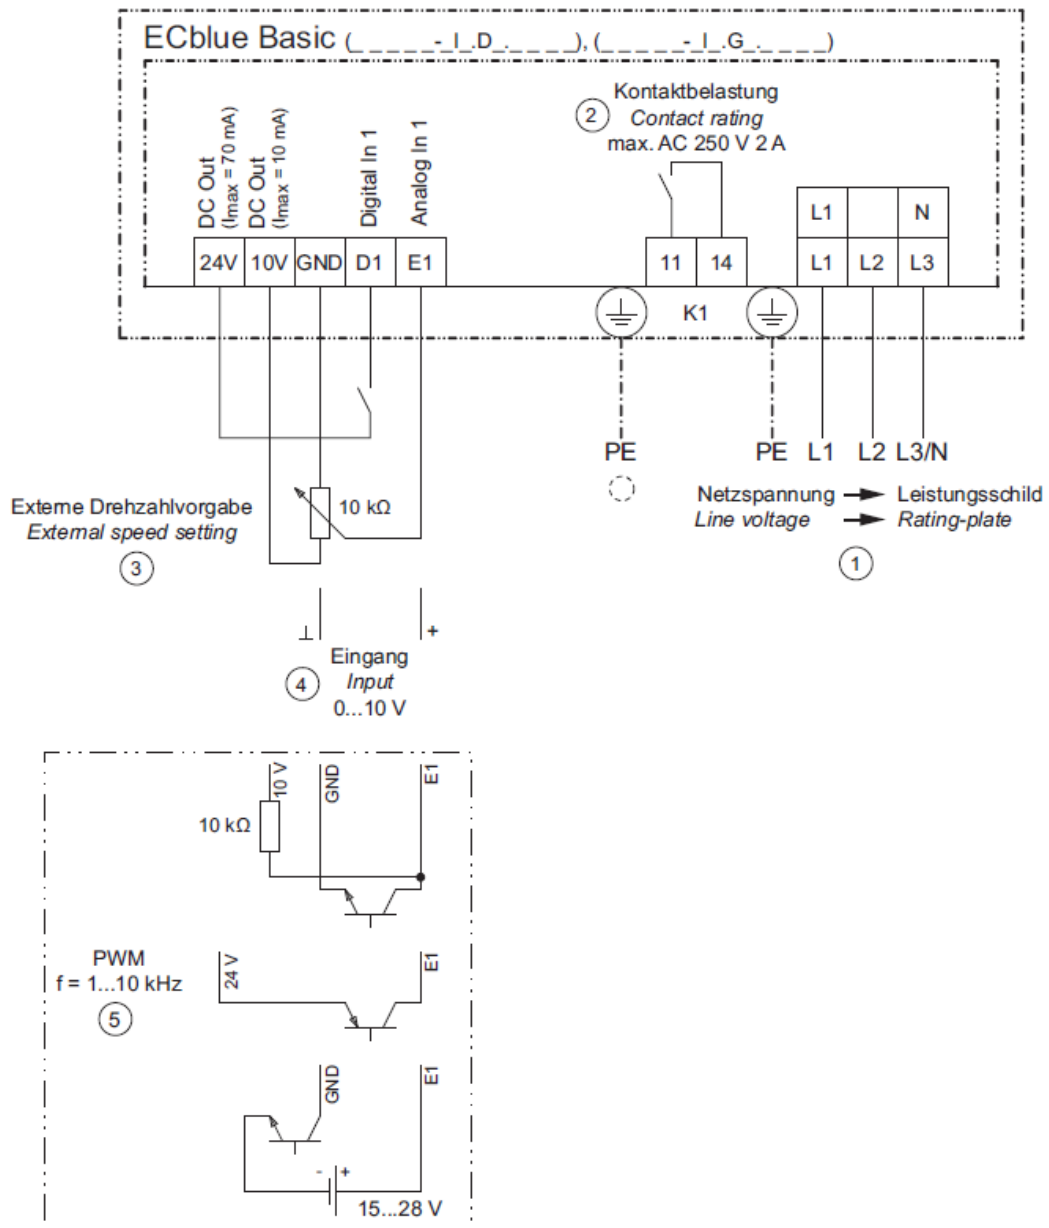 ECblue Basic (_ _ _ _ _-_I_.D_._ _ _ _), (_ _ _ _ _-_I_.G_._ _ _ _)
Kontaktbelastung
2
Contact rating
max. AC 250 V 2 A
DC Out
(Imax = 70 mA)
DC Out
(Imax = 10 mA)
Digital In 1
Analog In 1
L1 N
24V 10V GND D1 E1 11 14 L1 L2 L3
K1
PE PE L1 L2 L3/N
Netzspannung Leistungsschild
Line voltage Rating-plate
1
Externe Drehzahlvorgabe
External speed setting
3
10 kΩ
⊥ +
Eingang
4 Input
0...10 V
10 V GND E1
10 kΩ
PWM
f = 1...10 kHz
5
24 V E1
GND E1
- +
15...28 V